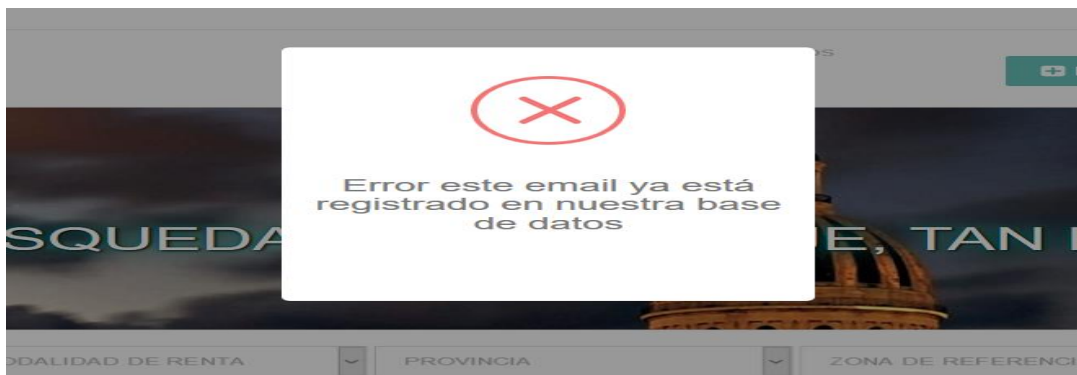 os
Error este email ya está
registrado en nuestra base
de datos
SQUEDA
E, TAN
ODALIDAD DE RENTA
PROVINCIA
ZONA DE REFERENCI